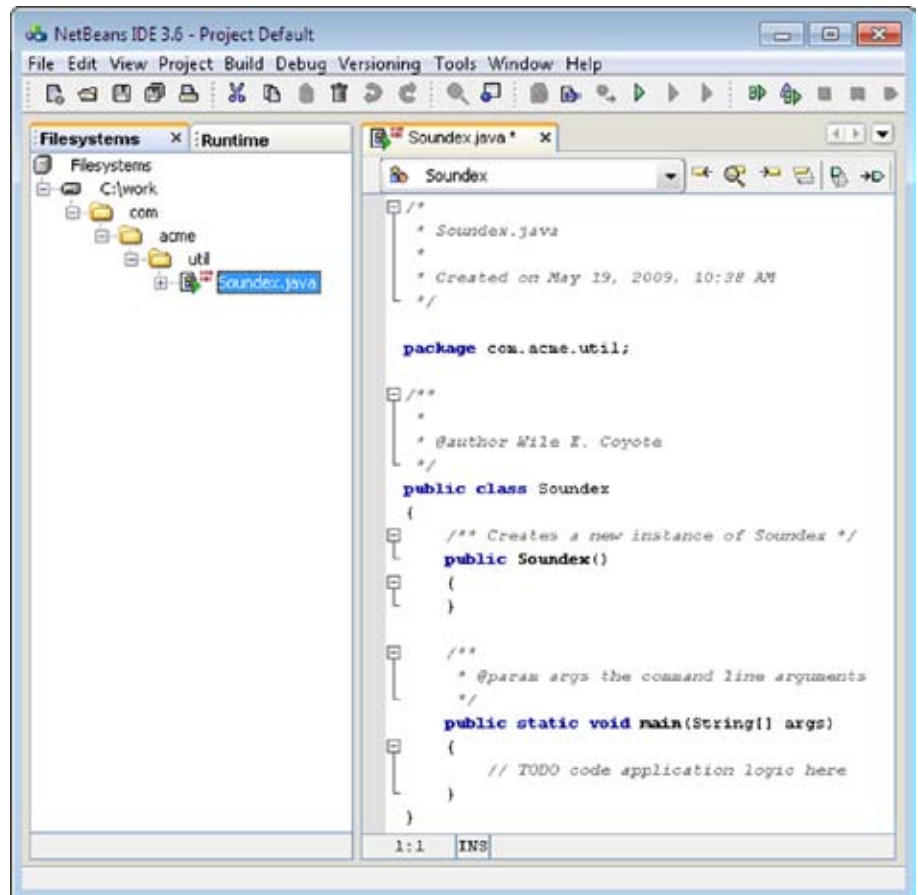 NetBeans IDE 3.6 - Project Default
File Edit View Project Build Debug Versioning Tools Window Help
Filesystems
Runtime
Filesystems
C:\work
com
acme
util
Soundex.java
Soundex.java *
Soundex
/*
* Soundex.java
*
* Created on May 19, 2009, 10:38 AM
*/
package com.acme.util;
/**
*
* @author Wile E. Coyote
*/
public class Soundex
{
/** Creates a new instance of Soundex */
public Soundex()
{
}
/**
* @param args the command line arguments
*/
public static void main(String[] args)
{
// TODO code application logic here
}
}
1:1 INS